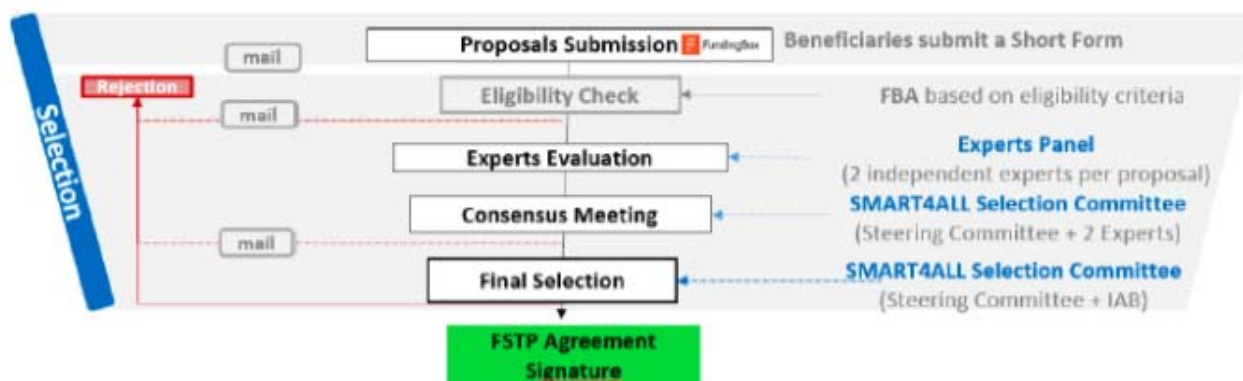 Proposals Submission FundingBox
Beneficiaries submit a Short Form
mail
Rejection
Eligibility Check
FBA based on eligibility criteria
mail
Selection
Experts Evaluation
Experts Panel
(2 independent experts per proposal)
Consensus Meeting
SMART4ALL Selection Committee
(Steering Committee + 2 Experts)
mail
Final Selection
SMART4ALL Selection Committee
(Steering Committee + IAB)
FSTP Agreement
Signature